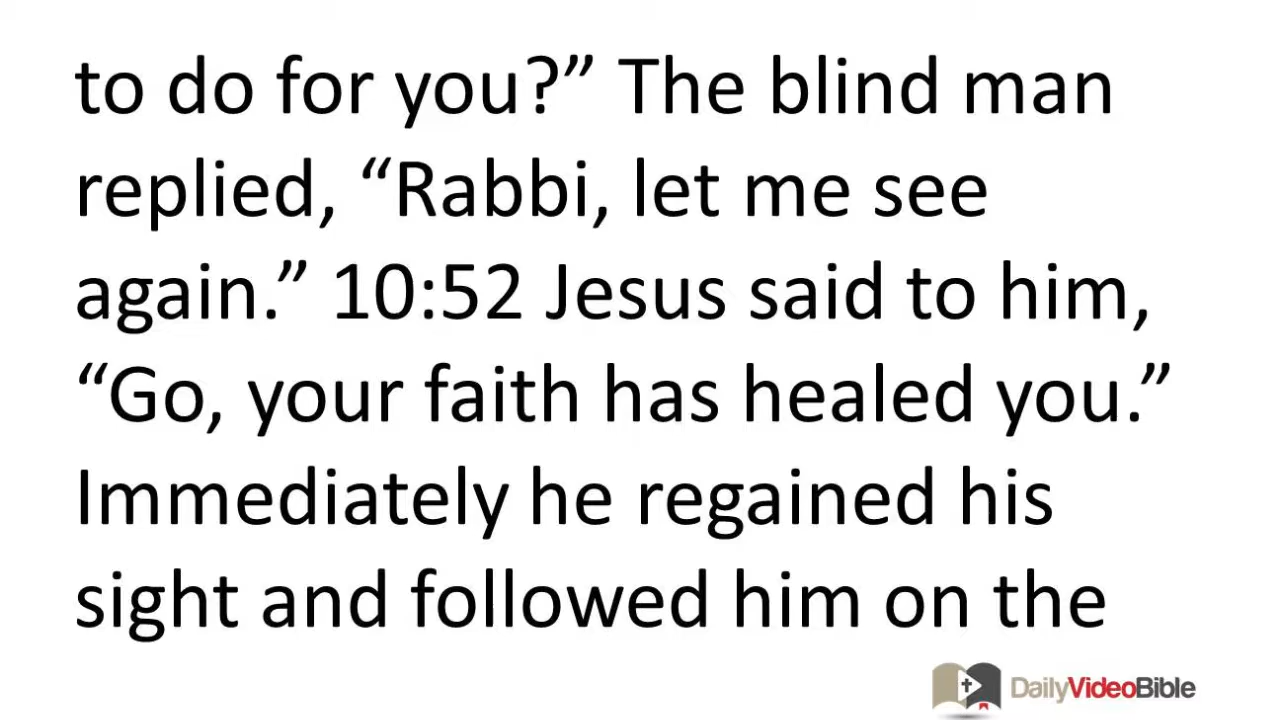 to do for you?” The blind man
replied, “Rabbi, let me see
again.” 10:52 Jesus said to him,
“Go, your faith has healed you.”
Immediately he regained his
sight and followed him on the
DailyVideoBible